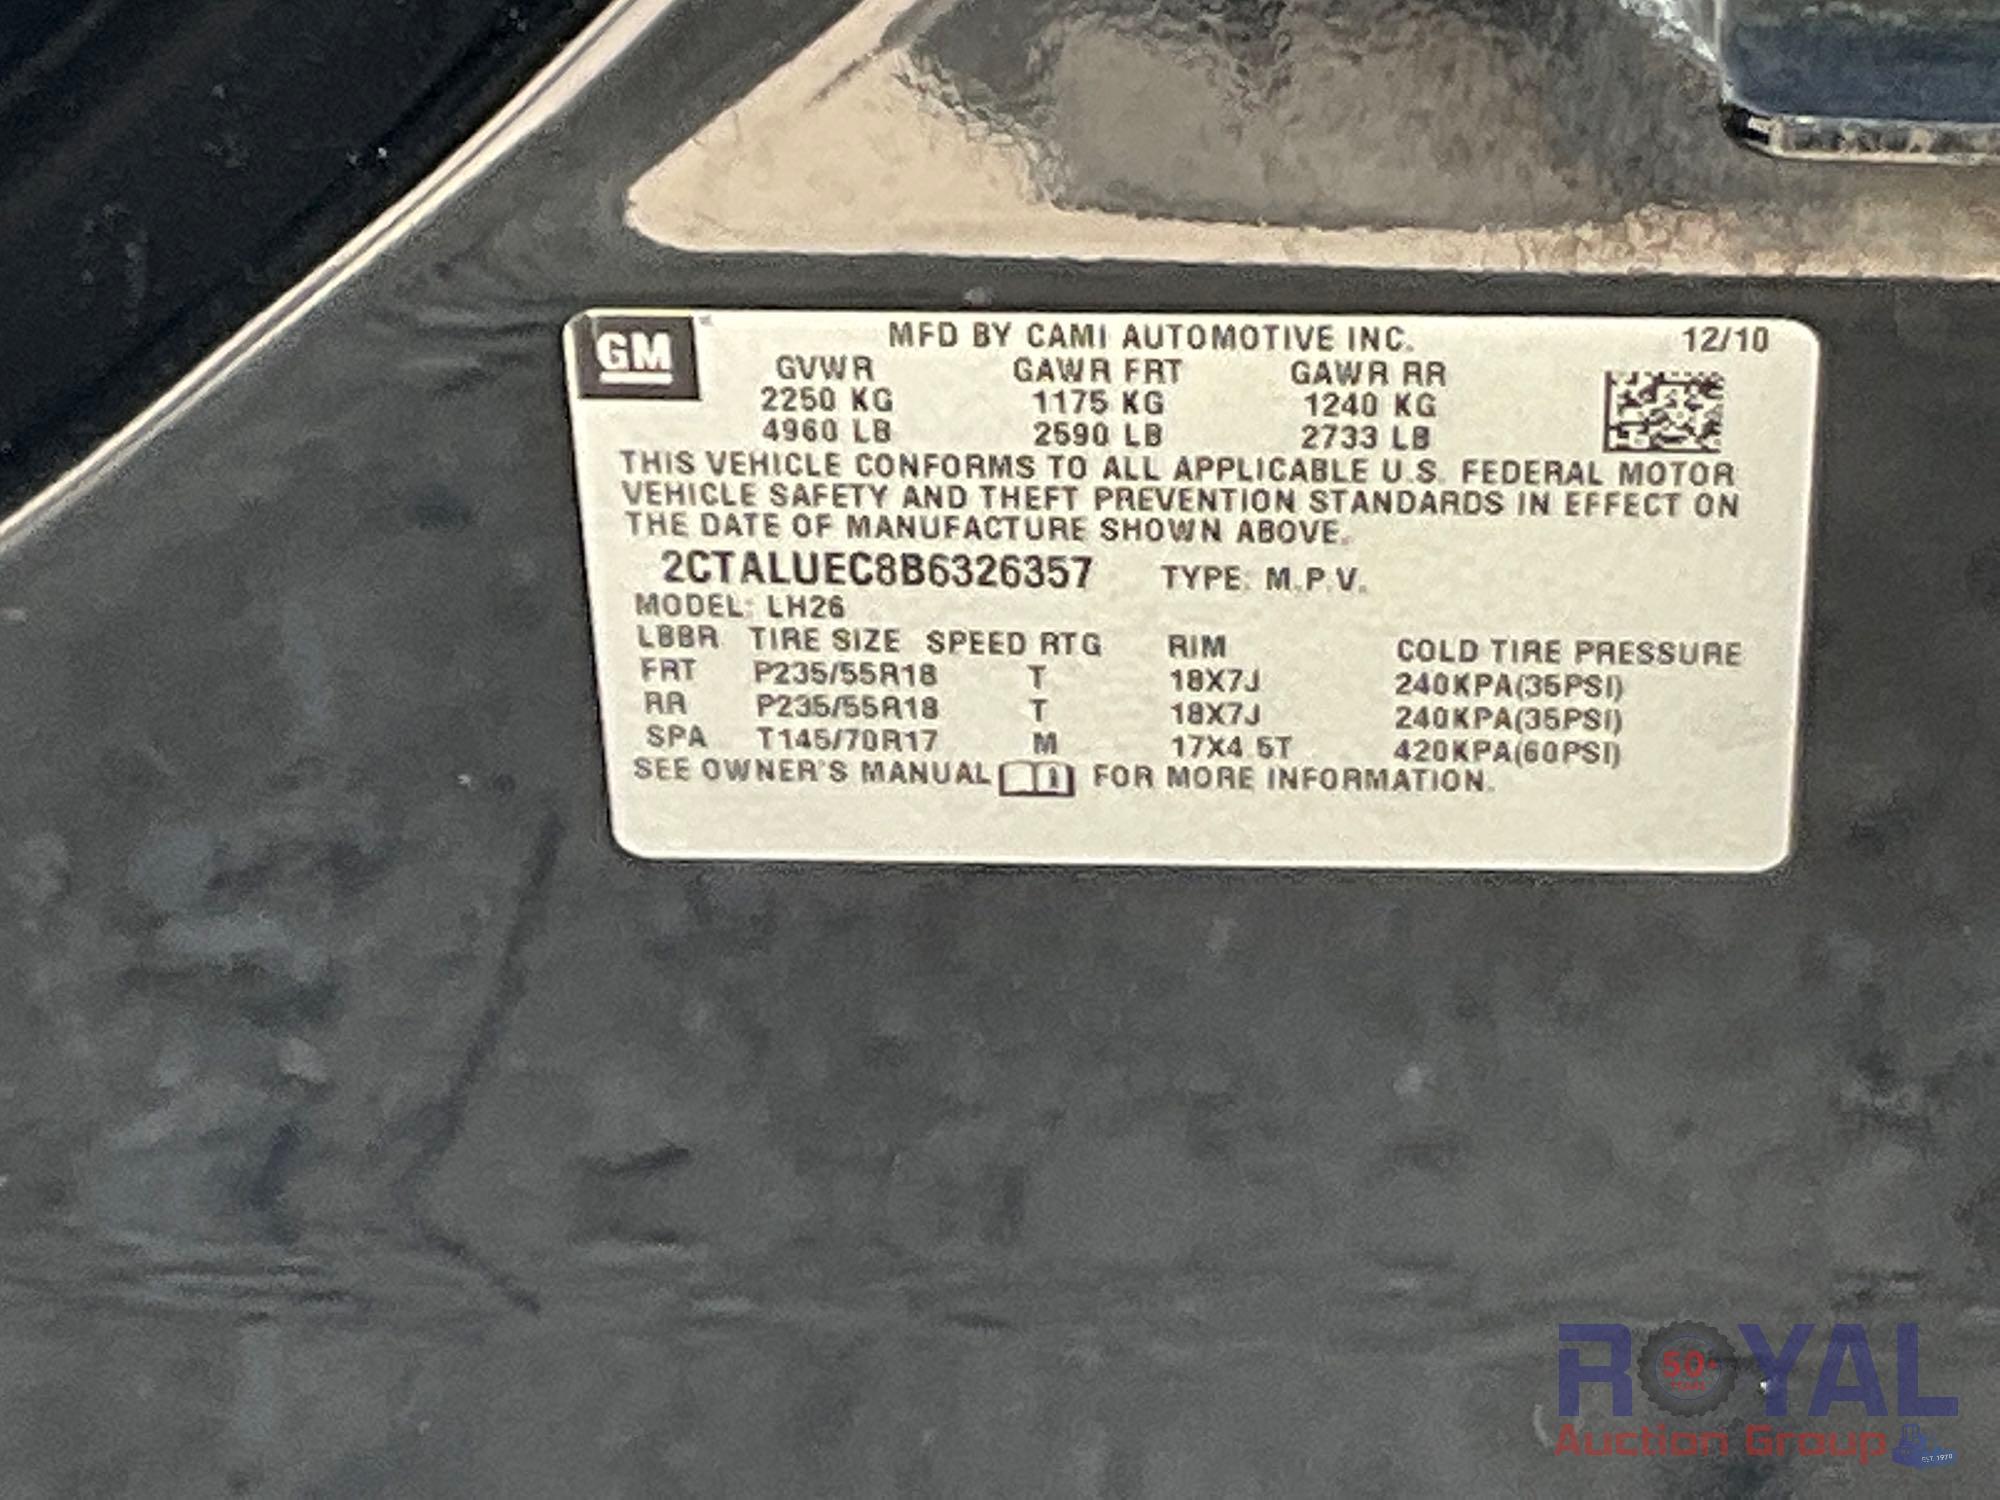 GM MFD BY CAMI AUTOMOTIVE INC. 12/10
GVWR GAWR FRT GAWR RR
2250 KG 1175 KG 1240 KG
4960 LB 2590 LB 2733 LB
THIS VEHICLE CONFORMS TO ALL APPLICABLE U.S. FEDERAL MOTOR
VEHICLE SAFETY AND THEFT PREVENTION STANDARDS IN EFFECT ON
THE DATE OF MANUFACTURE SHOWN ABOVE.
2CTALUEC8B6326357 TYPE: M.P.V.
MODEL: LH26
LBBR TIRE SIZE SPEED RTG RIM COLD TIRE PRESSURE
FRT P235/55R18 T 18X7J 240KPA(35PSI)
RR P235/55R18 T 18X7J 240KPA(35PSI)
SPA T145/70R17 M 17X4.5T 420KPA(60PSI)
SEE OWNER'S MANUAL FOR MORE INFORMATION.
ROYAL
50+
YEARS
Auction Group
EST. 1970